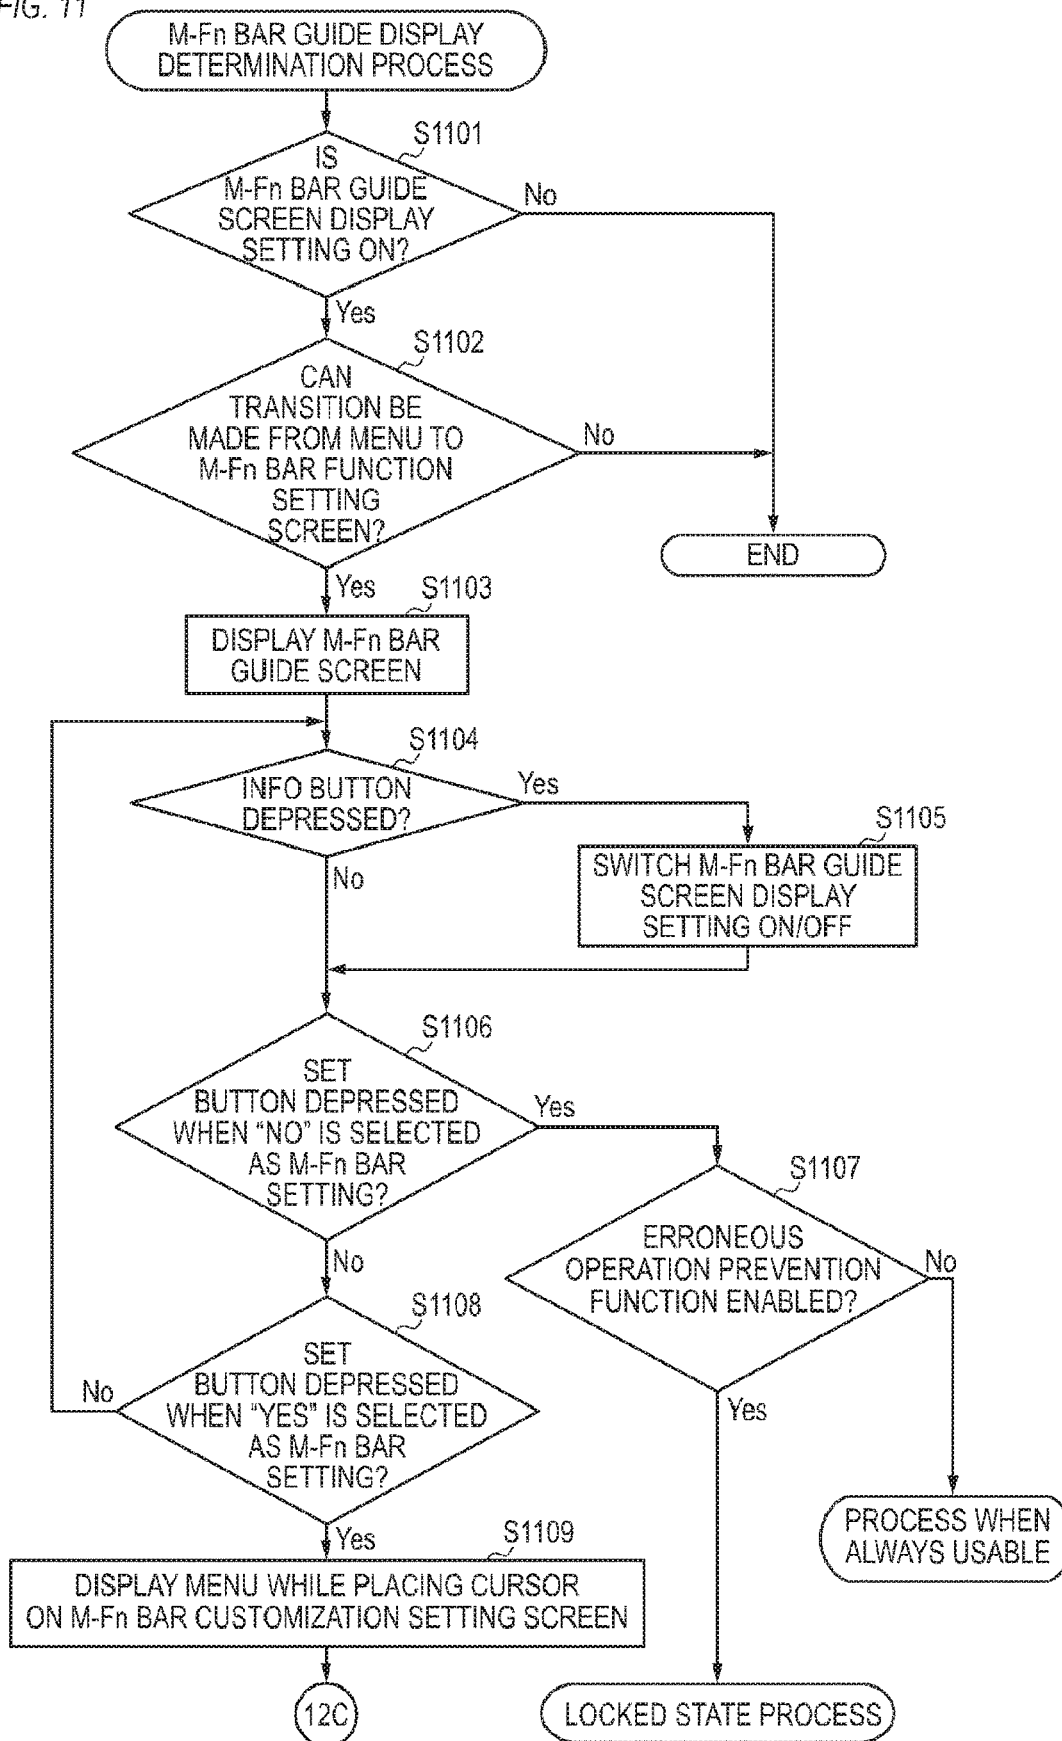 FIG. 11
M-Fn BAR GUIDE DISPLAY
DETERMINATION PROCESS
S1101
IS
M-Fn BAR GUIDE
SCREEN DISPLAY
SETTING ON?
No
Yes
S1102
CAN
TRANSITION BE
MADE FROM MENU TO
M-Fn BAR FUNCTION
SETTING
SCREEN?
No
END
Yes
S1103
DISPLAY M-Fn BAR
GUIDE SCREEN
S1104
INFO BUTTON
DEPRESSED?
Yes
No
S1105
SWITCH M-Fn BAR GUIDE
SCREEN DISPLAY
SETTING ON/OFF
S1106
SET
BUTTON DEPRESSED
WHEN "NO" IS SELECTED
AS M-Fn BAR
SETTING?
Yes
No
S1107
ERRONEOUS
OPERATION PREVENTION
FUNCTION ENABLED?
No
Yes
S1108
SET
BUTTON DEPRESSED
WHEN "YES" IS SELECTED
AS M-Fn BAR
SETTING?
No
Yes
PROCESS WHEN
ALWAYS USABLE
S1109
DISPLAY MENU WHILE PLACING CURSOR
ON M-Fn BAR CUSTOMIZATION SETTING SCREEN
12C
LOCKED STATE PROCESS